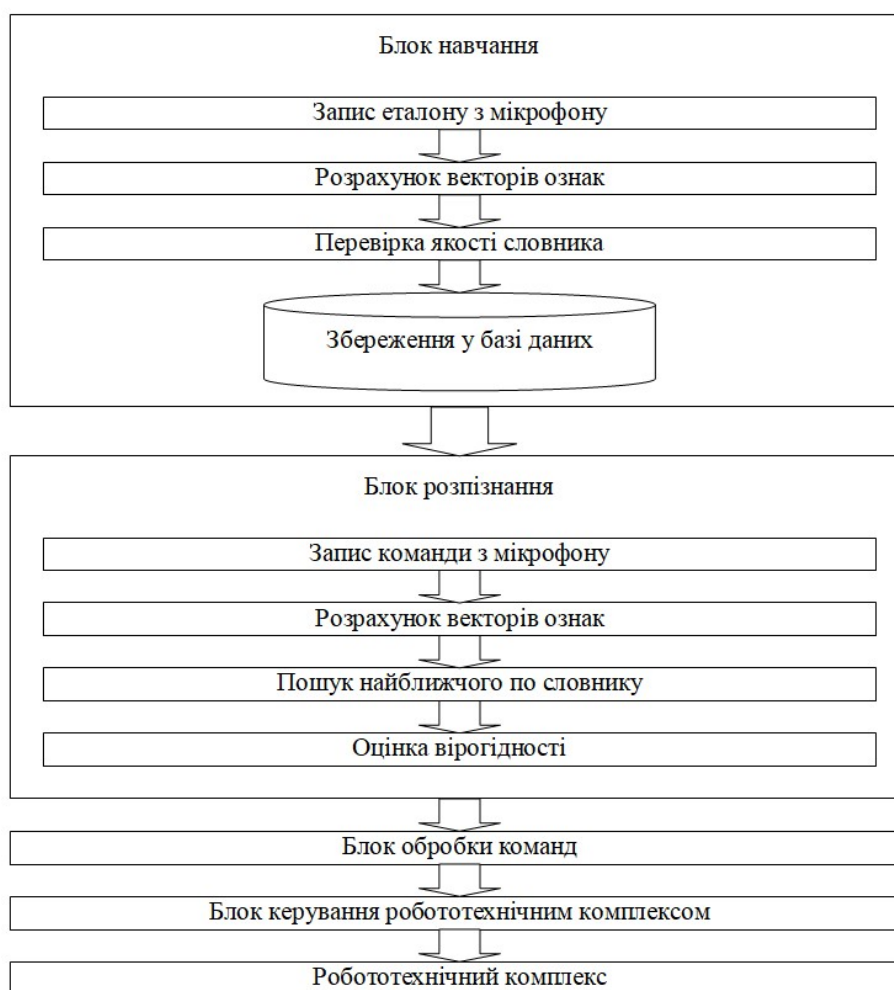 Блок навчання
Запис еталону з мікрофону
Розрахунок векторів ознак
Перевірка якості словника
Збереження у базі даних
Блок розпізнання
Запис команди з мікрофону
Розрахунок векторів ознак
Пошук найближчого по словнику
Оцінка вірогідності
Блок обробки команд
Блок керування робототехнічним комплексом
Робототехнічний комплекс